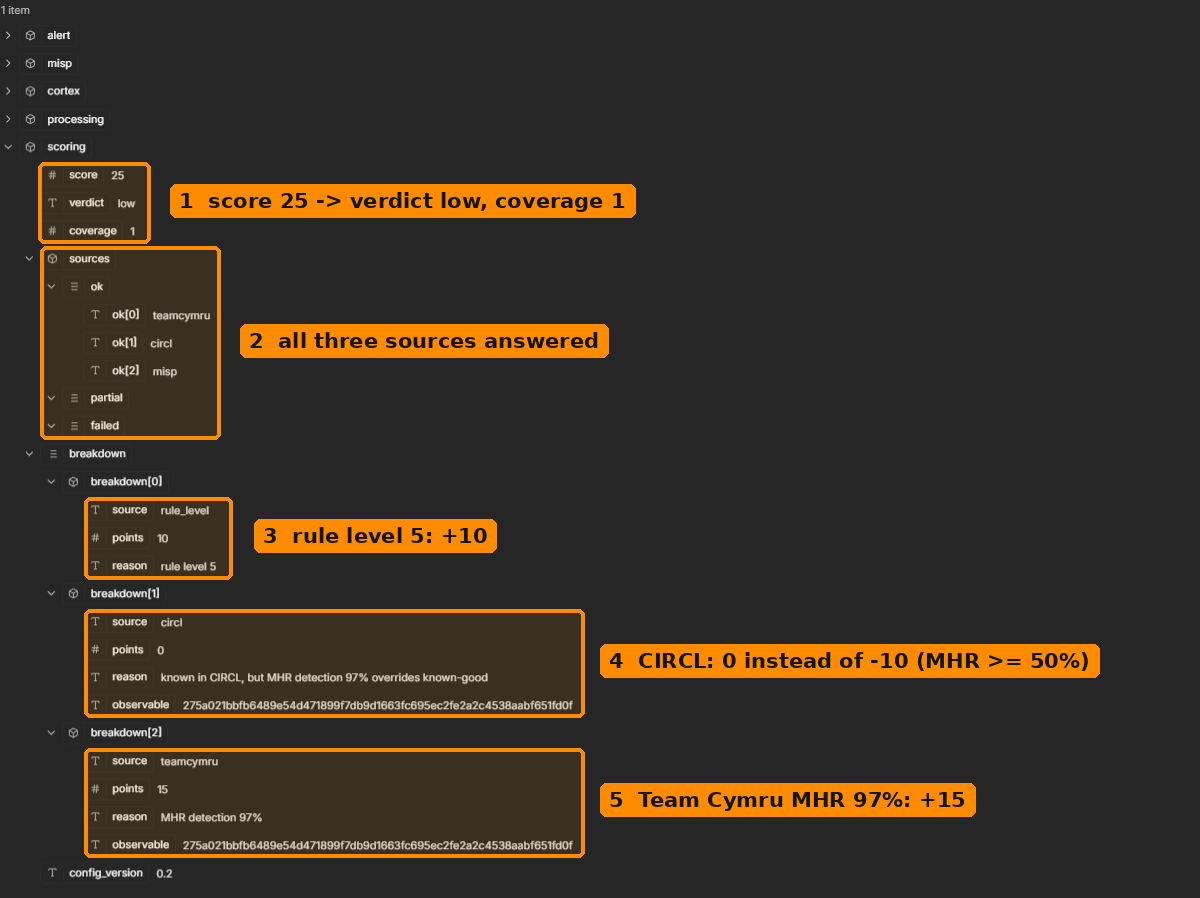 1 item
alert
misp
cortex
processing
scoring
# score 25
T verdict low
1 score 25 -> verdict low, coverage 1
# coverage 1
sources
ok
T ok[0] teamcymru
2 all three sources answered
T ok[1] circl
T ok[2] misp
partial
failed
breakdown
breakdown[0]
T source rule_level
# points 10
3 rule level 5: +10
T reason rule level 5
breakdown[1]
T source circl
# points 0
4 CIRCL: 0 instead of -10 (MHR >= 50%)
T reason known in CIRCL, but MHR detection 97% overrides known-good
T observable 275a021bbfb6489e54d471899f7db9d1663fc695ec2fe2a2c4538aabf651fd0f
breakdown[2]
T source teamcymru
# points 15
5 Team Cymru MHR 97%: +15
T reason MHR detection 97%
T observable 275a021bbfb6489e54d471899f7db9d1663fc695ec2fe2a2c4538aabf651fd0f
T config_version 0.2